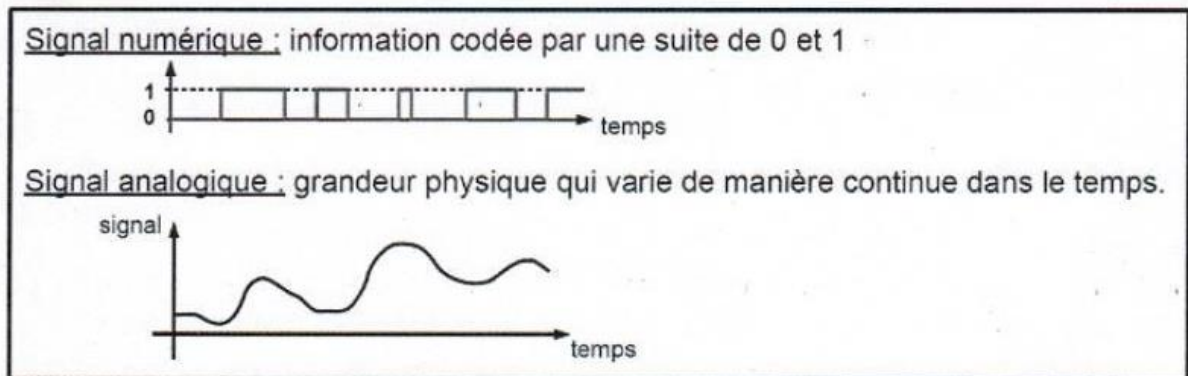 Signal numérique : information codée par une suite de 0 et 1
1
0
temps
Signal analogique : grandeur physique qui varie de manière continue dans le temps.
signal
temps